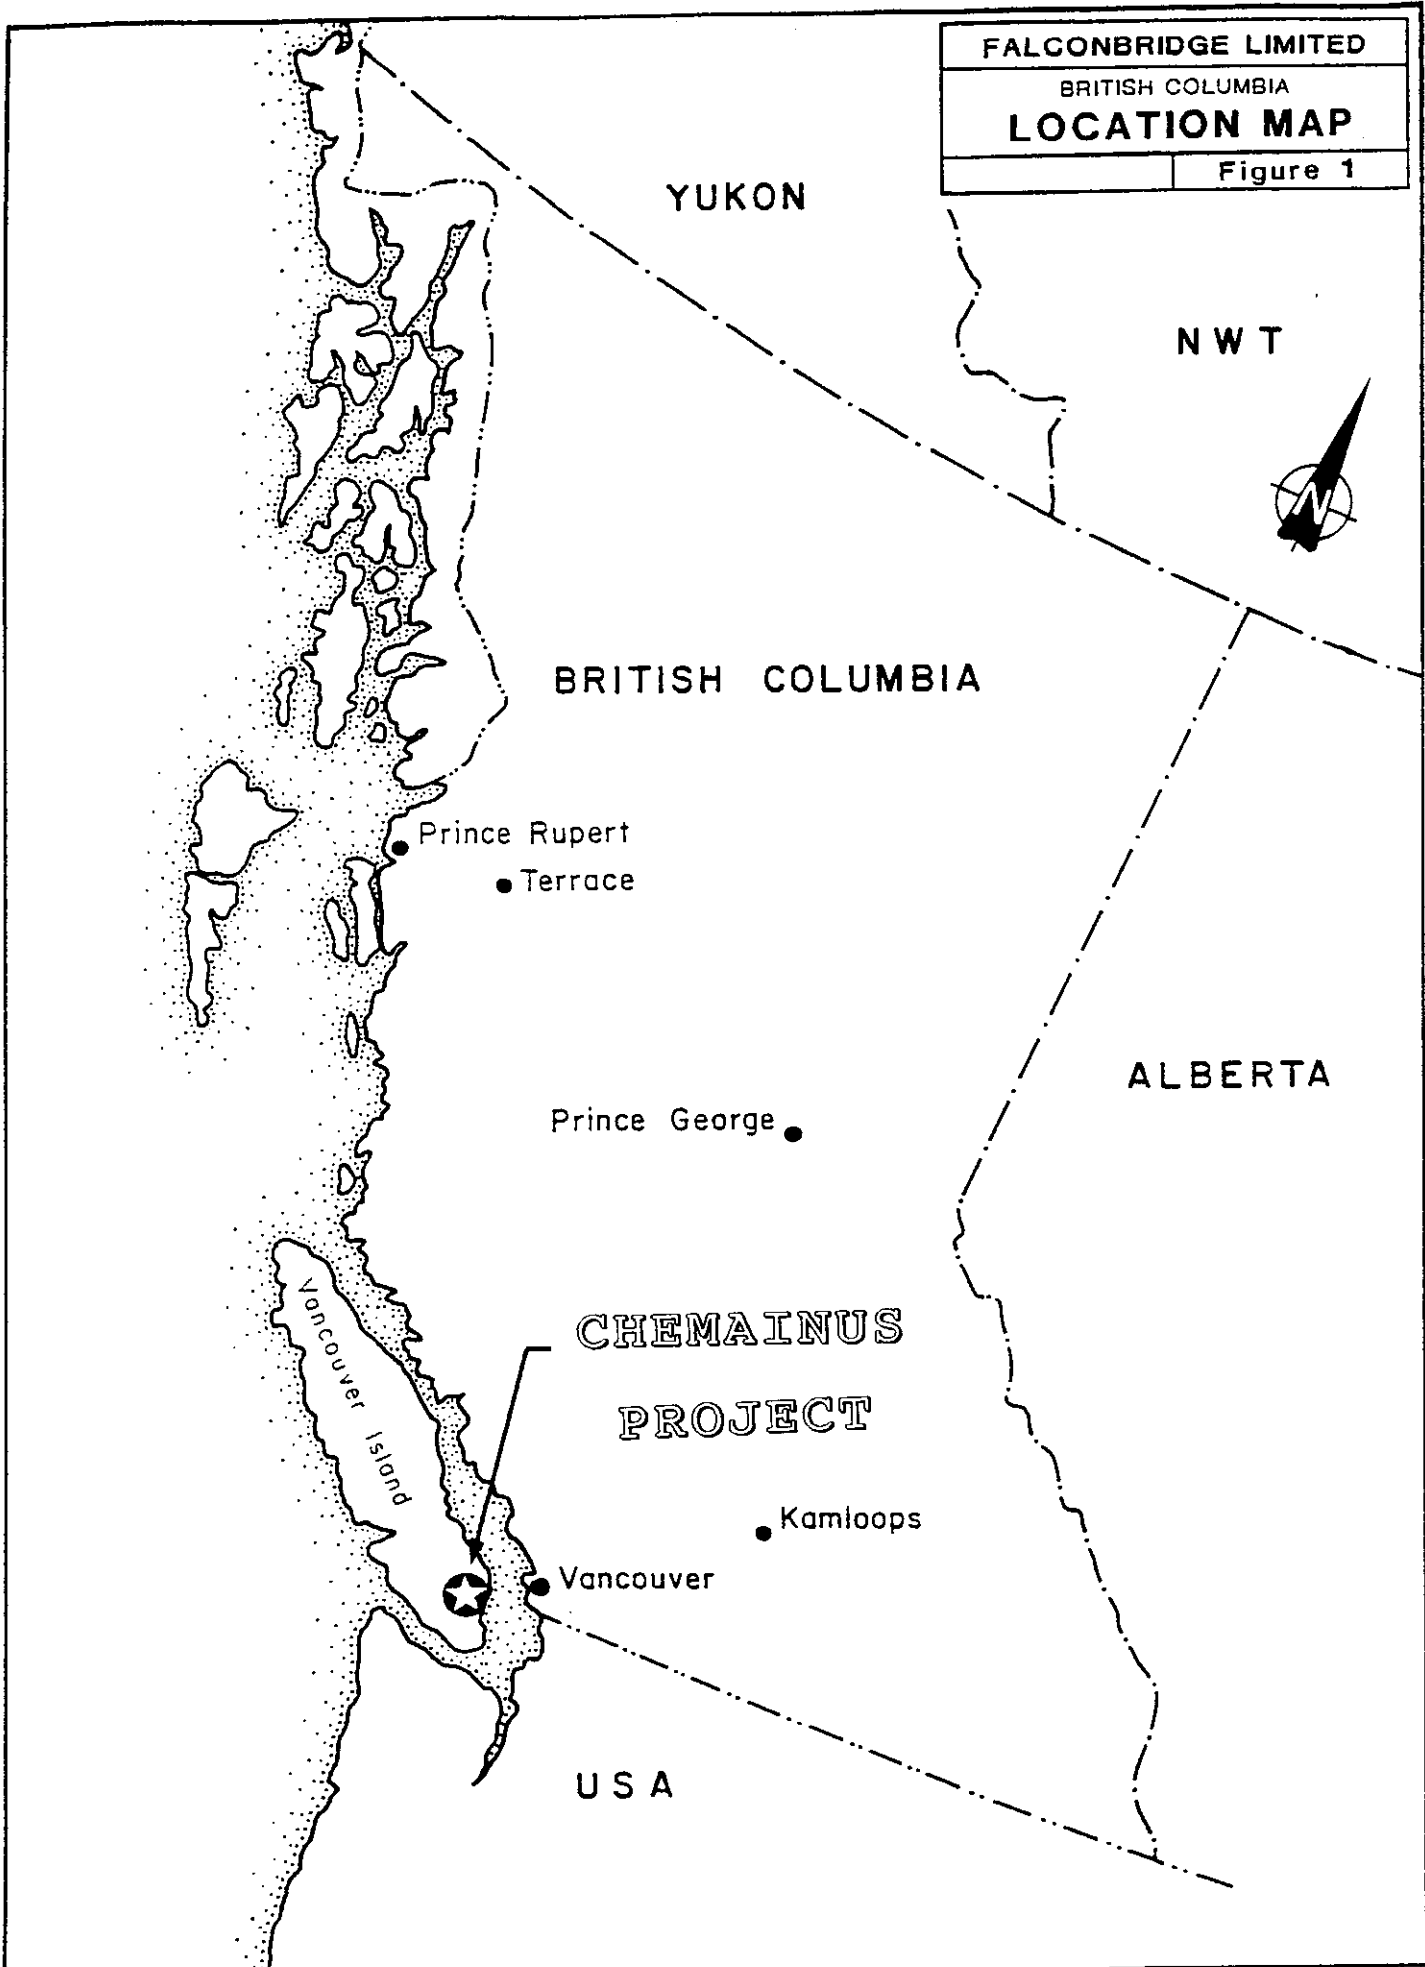 FALCONBRIDGE LIMITED
BRITISH COLUMBIA
LOCATION MAP
Figure 1
YUKON
NWT
N
BRITISH COLUMBIA
Prince Rupert
Terrace
ALBERTA
Prince George
Vancouver Island
CHEMAINUS
PROJECT
Kamloops
Vancouver
USA